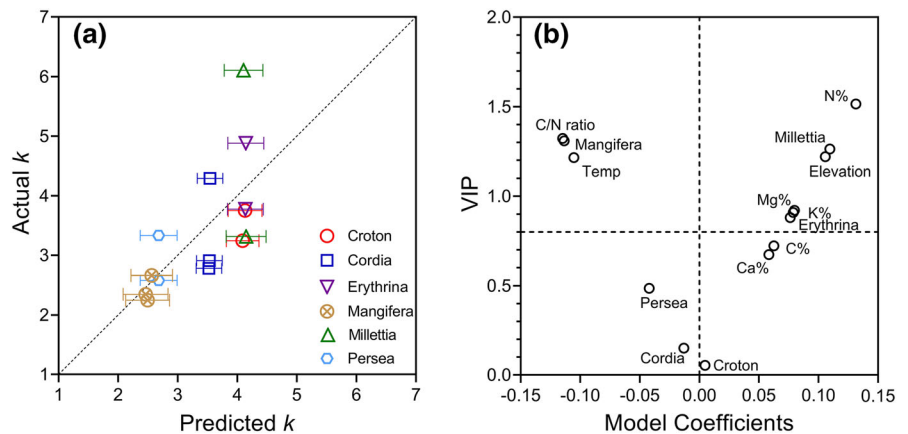 (a)
7
6
5
4
3
2
1
Actual k
1 2 3 4 5 6 7
Predicted k
Croton
Cordia
Erythrina
Mangifera
Millettia
Persea
(b)
2.0
1.5
1.0
0.5
0.0
VIP
N%
C/N ratio
Mangifera
Temp
Millettia
Elevation
Mg%
K%
Erythrina
C%
Ca%
Persea
Cordia
Croton
-0.15 -0.10 -0.05 0.00 0.05 0.10 0.15
Model Coefficients